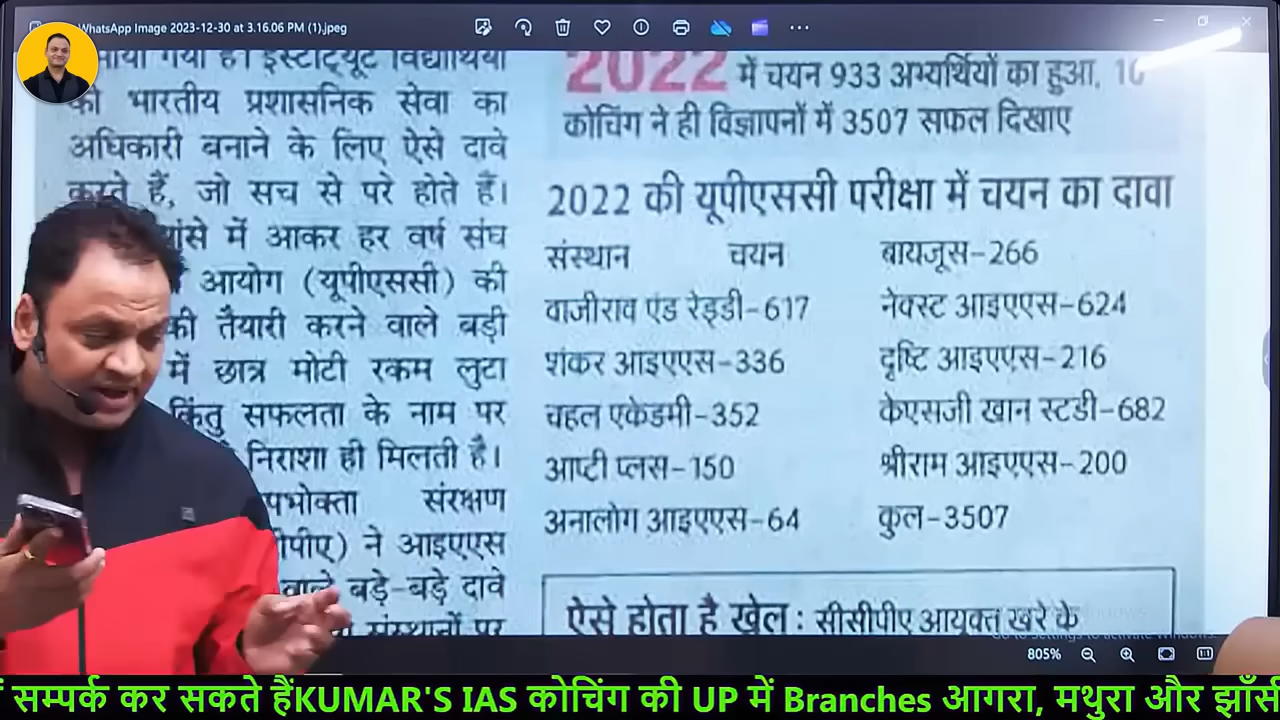 WhatsApp Image 2023-12-30 at 3.16.06 PM (1).jpeg
गया है। इंस्टीट्यूट विद्यार्थियों
को भारतीय प्रशासनिक सेवा का
अधिकारी बनाने के लिए ऐसे दावे
करते हैं, जो सच से परे होते हैं।
में आकर हर वर्ष संघ
आयोग (यूपीएससी) की
की तैयारी करने वाले बड़ी
में छात्र मोटी रकम लुटा
किंतु सफलता के नाम पर
निराशा ही मिलती है।
संरक्षण
ने आइएएस
वाले बड़े-बड़े दावे
संस्थानों पर
2022 में चयन 933 अभ्यर्थियों का हुआ,
कोचिंग ने ही विज्ञापनों में 3507 सफल दिखाए
2022 की यूपीएससी परीक्षा में चयन का दावा
संस्थान चयन
वाजीराव एंड रेड्डी-617
शंकर आइएएस-336
चहल एकेडमी-352
आप्टी प्लस-150
अनालोग आइएएस-64
बायजूस-266
नेक्स्ट आइएएस-624
दृष्टि आइएएस-216
केएसजी खान स्टडी-682
श्रीराम आइएएस-200
कुल-3507
ऐसे होता है खेल : सीसीपीए आयुक्त खरे के
805%
सम्पर्क कर सकते हैंKUMAR'S IAS कोचिंग की UP में Branches आगरा, मथुरा और झाँसी